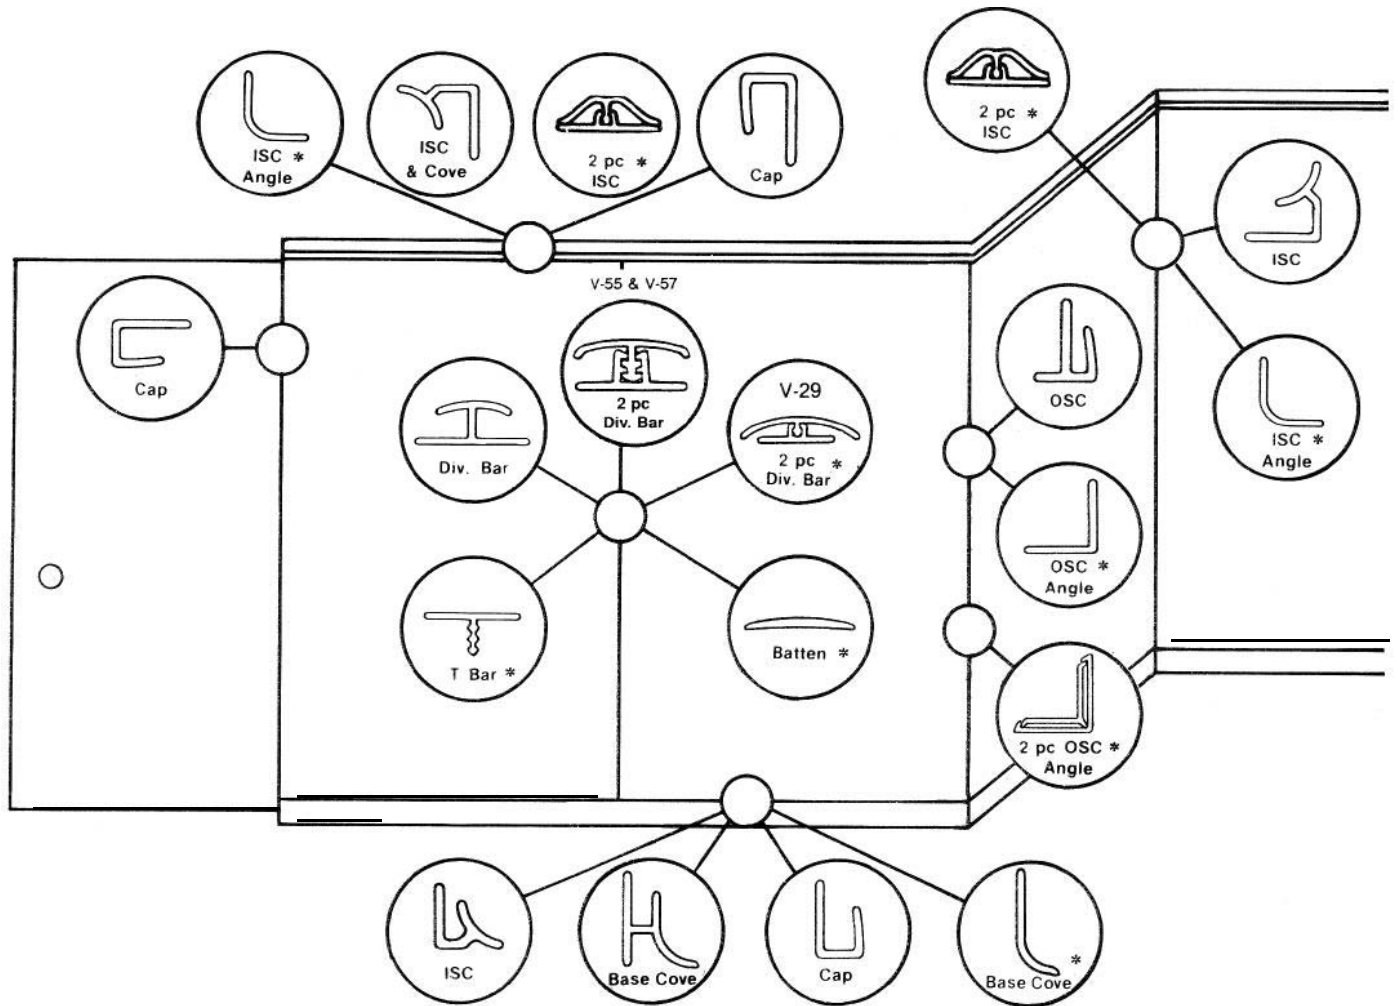 ISC *
Angle
ISC
& Cove
2 pc *
ISC
Cap
2 pc *
ISC
ISC
V-55 & V-57
Cap
2 pc
Div. Bar
Div. Bar
V-29
2 pc *
Div. Bar
OSC
ISC *
Angle
OSC *
Angle
T Bar *
Batten *
2 pc OSC *
Angle
ISC
Base Cove
Cap
*
Base Cove